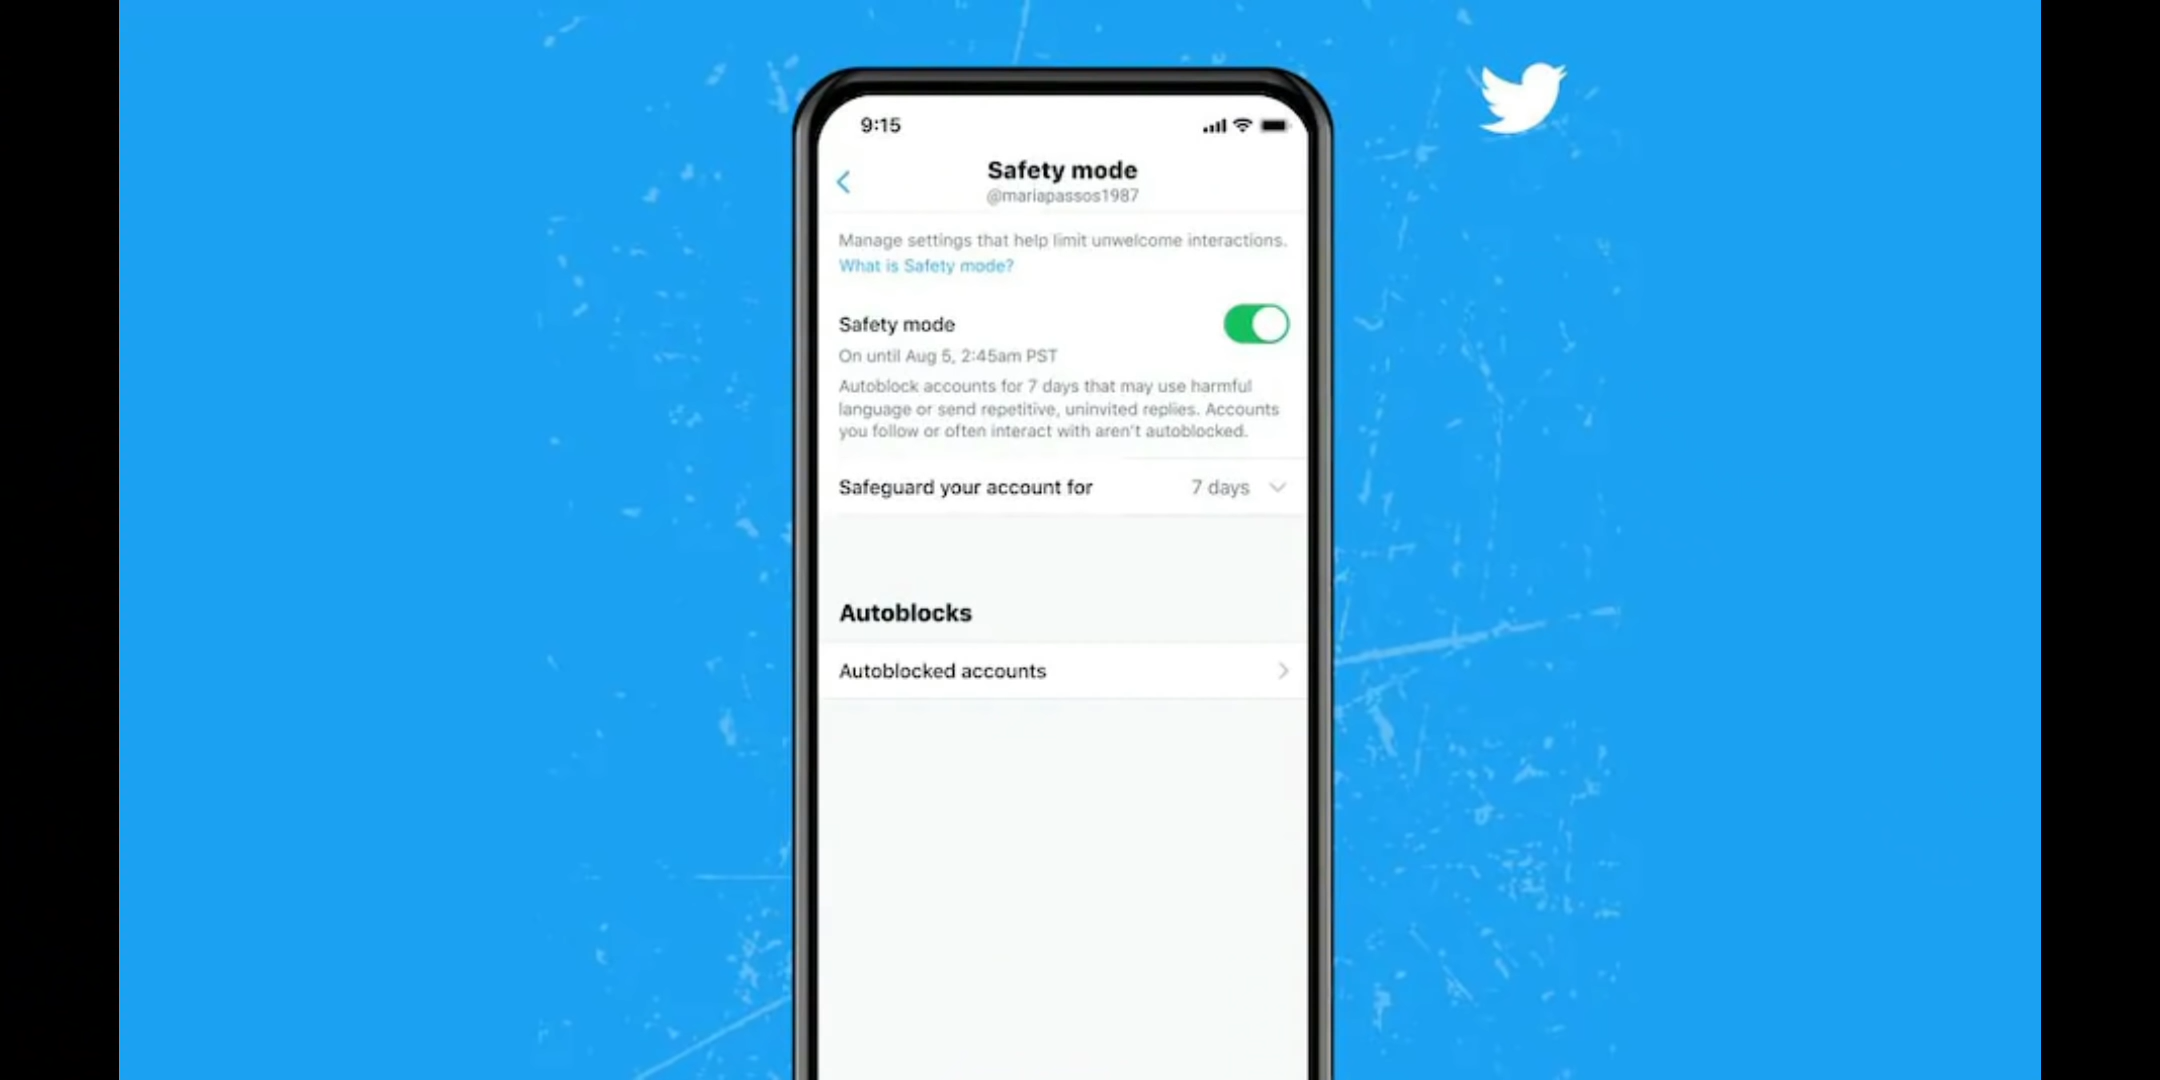 9:15
Safety mode
@mariapassos1987
Manage settings that help limit unwelcome interactions.
What is Safety mode?
Safety mode
On until Aug 5, 2:45am PST
Autoblock accounts for 7 days that may use harmful
language or send repetitive, uninvited replies. Accounts
you follow or often interact with aren't autoblocked.
Safeguard your account for 7 days
Autoblocks
Autoblocked accounts